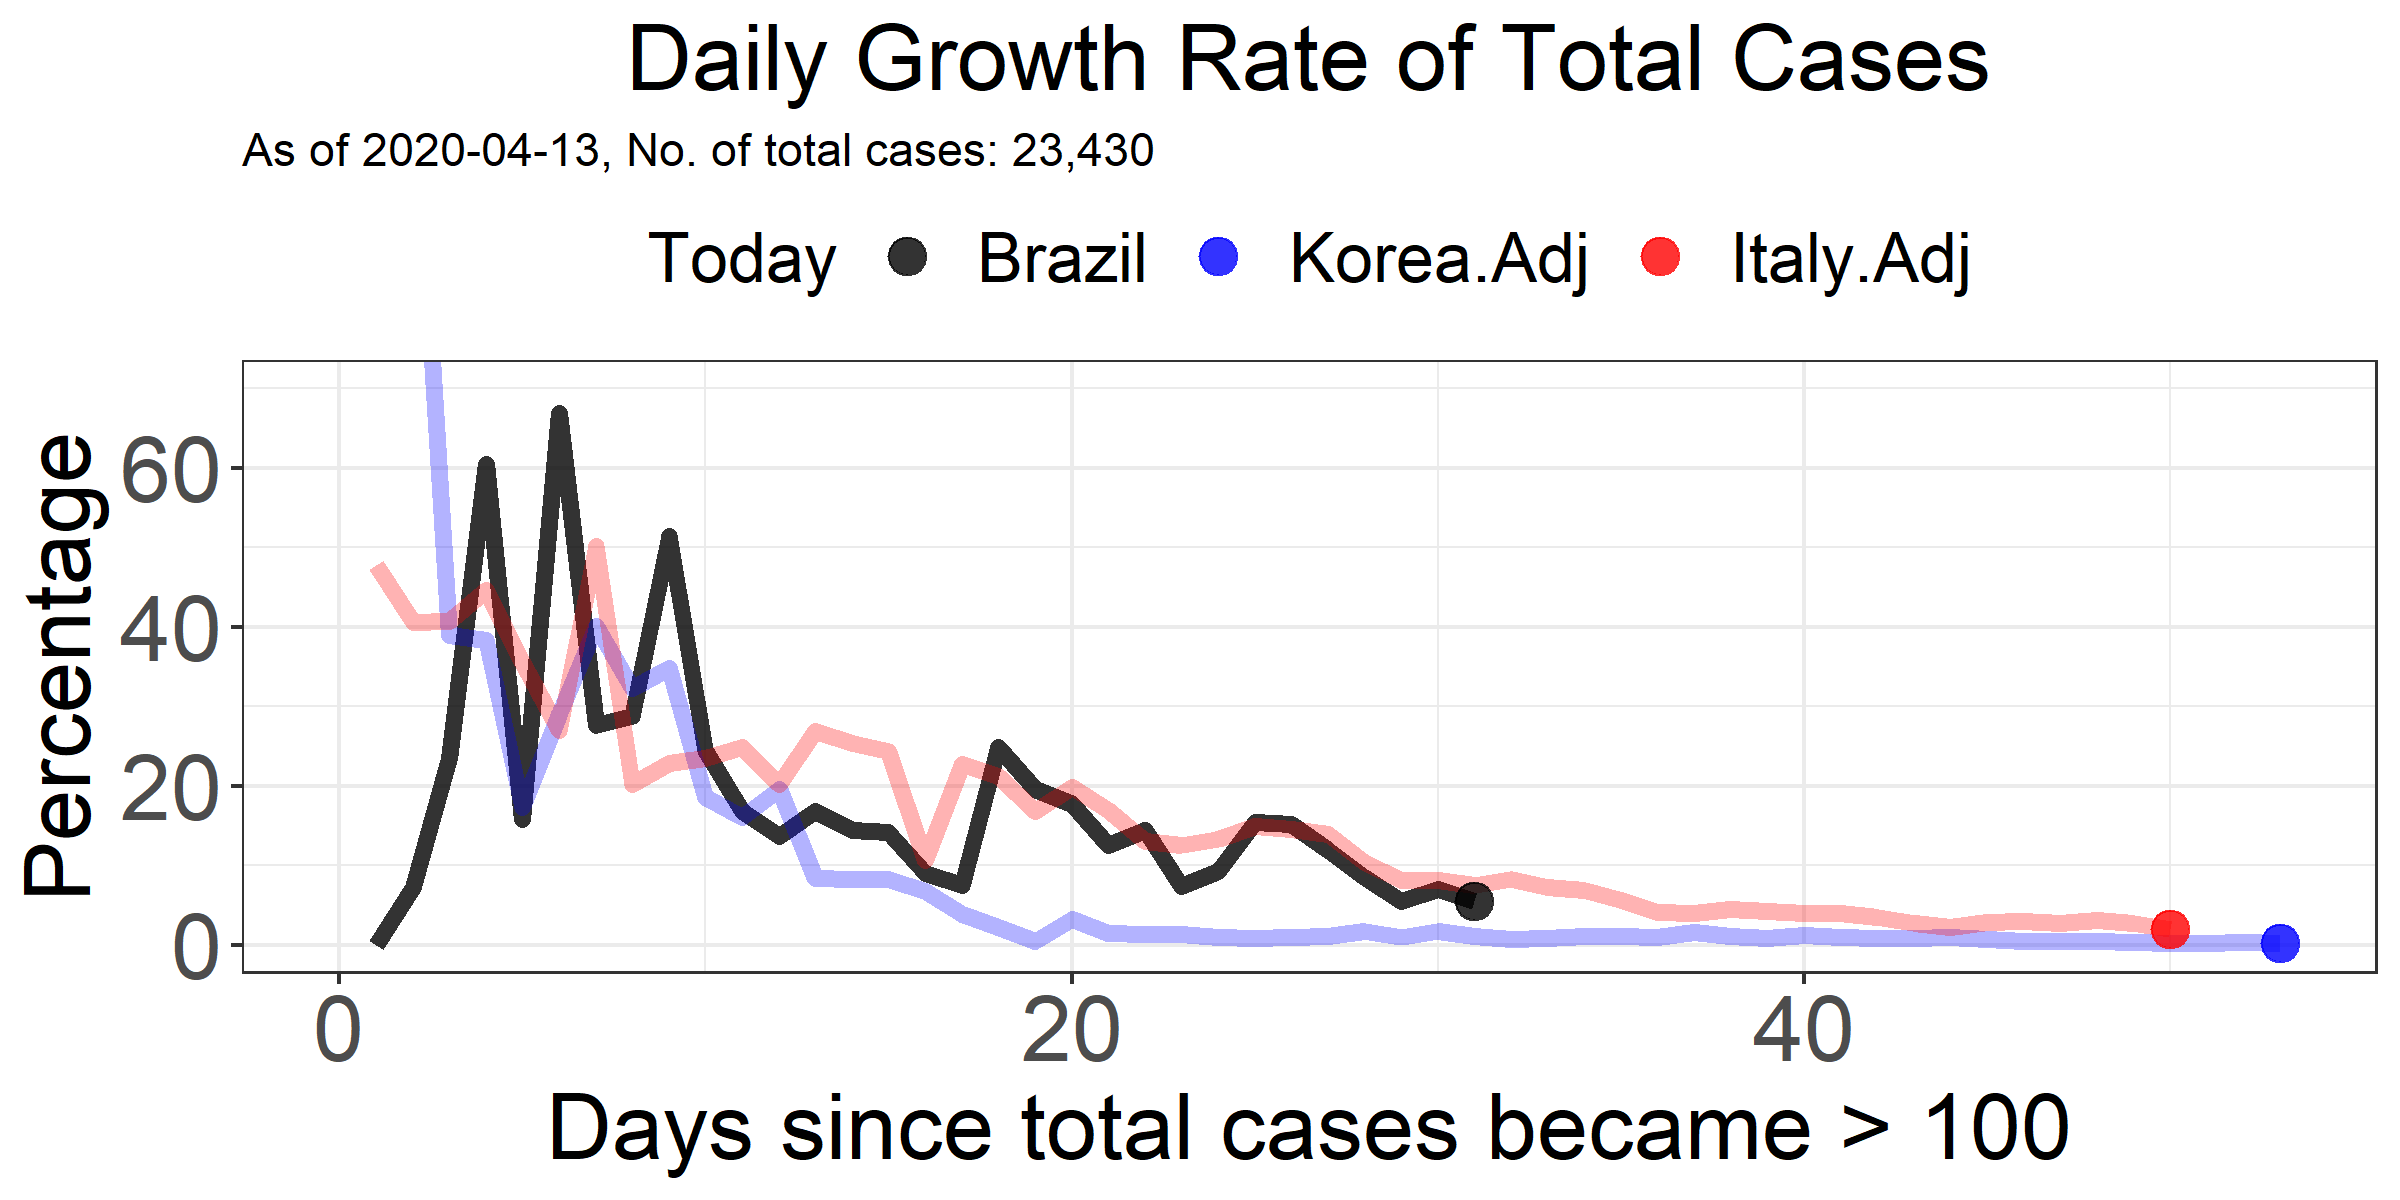 Daily Growth Rate of Total Cases
As of 2020-04-13, No. of total cases: 23,430
Today Brazil Korea.Adj Italy.Adj
Percentage
60
40
20
0
0 20 40
Days since total cases became > 100